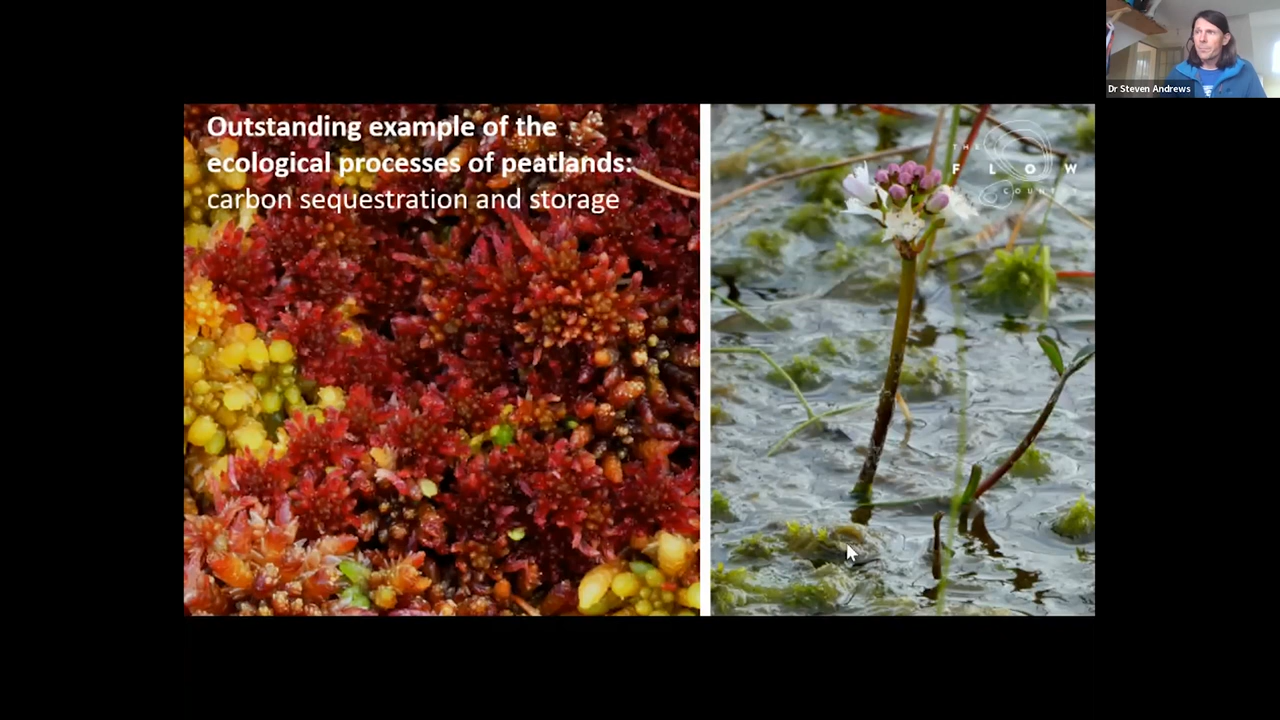 Dr Steven Andrews
Outstanding example of the
ecological processes of peatlands:
carbon sequestration and storage
THE
FLOW
COUNTRY